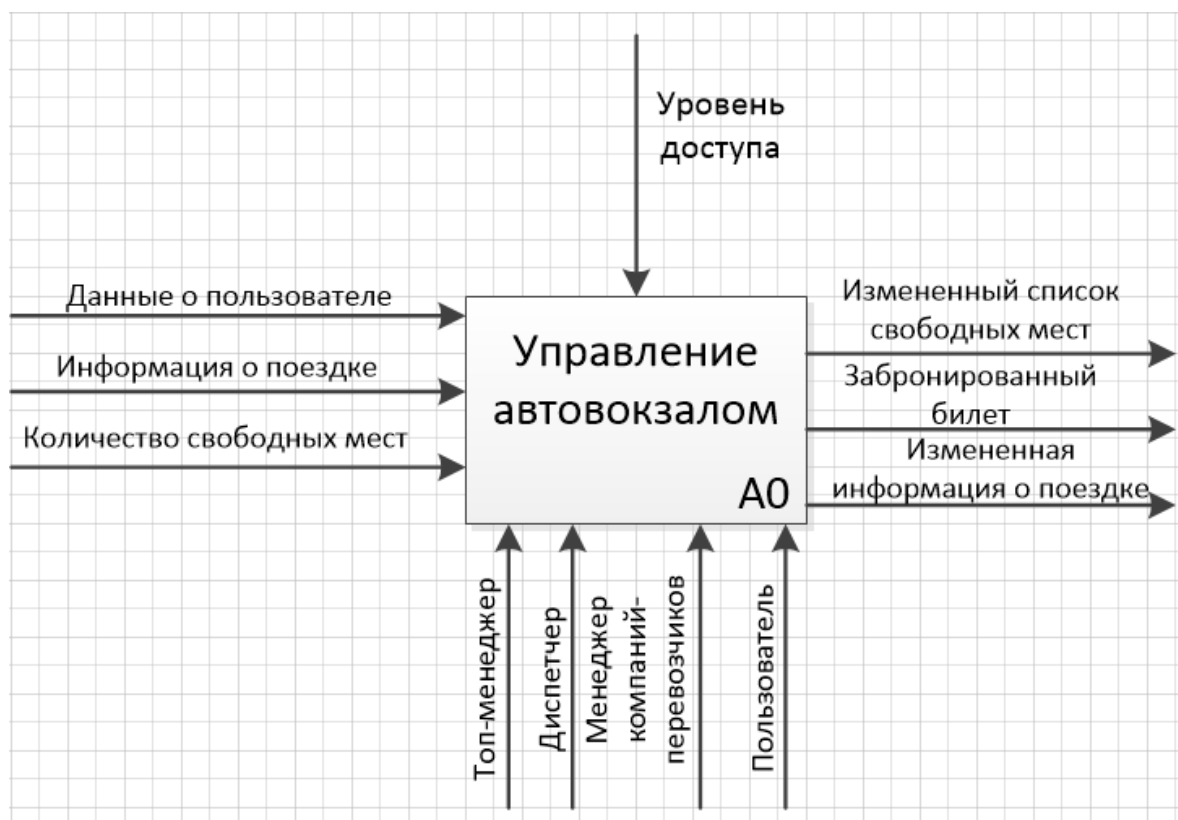 Уровень
доступа
Данные о пользователе
Информация о поездке
Количество свободных мест
Управление
автовокзалом
А0
Измененный список
свободных мест
Забронированный
билет
Измененная
информация о поездке
Топ-менеджер
Диспетчер
Менеджер
компаний-
перевозчиков
Пользователь